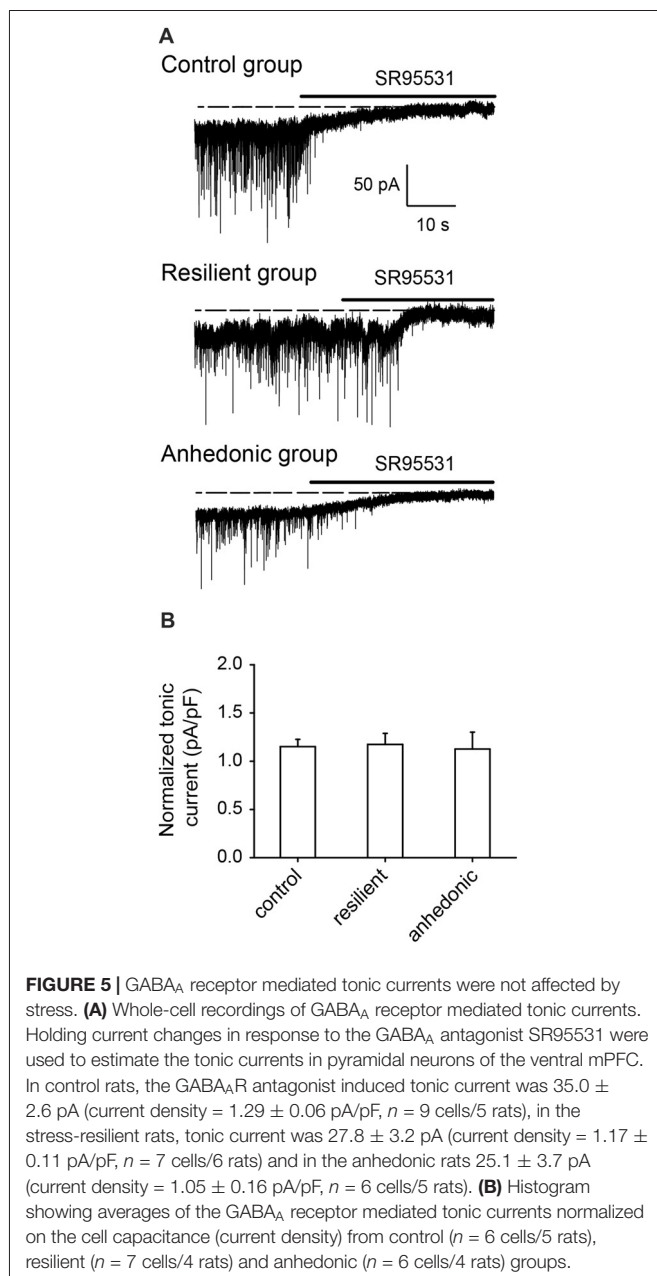 A
Control group
SR95531
50 pA
10 s
Resilient group
SR95531
Anhedonic group
SR95531
B
Normalized tonic
current (pA/pF)
2.0
1.5
1.0
0.5
0.0
control
resilient
anhedonic
FIGURE 5 | GABAA receptor mediated tonic currents were not affected by
stress. (A) Whole-cell recordings of GABAA receptor mediated tonic currents.
Holding current changes in response to the GABAA antagonist SR95531 were
used to estimate the tonic currents in pyramidal neurons of the ventral mPFC.
In control rats, the GABAAR antagonist induced tonic current was 35.0 ±
2.6 pA (current density = 1.29 ± 0.06 pA/pF, n = 9 cells/5 rats), in the
stress-resilient rats, tonic current was 27.8 ± 3.2 pA (current density = 1.17 ±
0.11 pA/pF, n = 7 cells/6 rats) and in the anhedonic rats 25.1 ± 3.7 pA
(current density = 1.05 ± 0.16 pA/pF, n = 6 cells/5 rats). (B) Histogram
showing averages of the GABAA receptor mediated tonic currents normalized
on the cell capacitance (current density) from control (n = 6 cells/5 rats),
resilient (n = 7 cells/4 rats) and anhedonic (n = 6 cells/4 rats) groups.